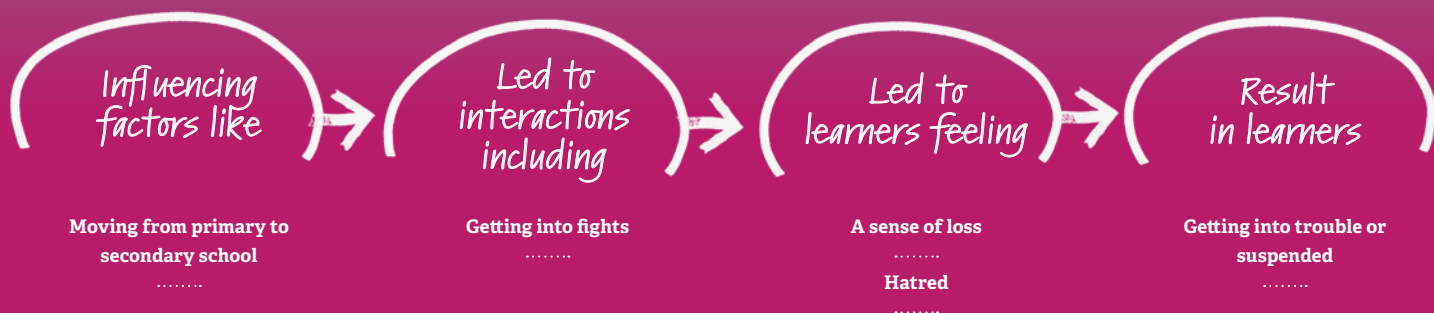 Influencing
factors like
Led to
interactions
including
Led to
learners feeling
Result
in learners
Moving from primary to
secondary school
........
Getting into fights
........
A sense of loss
........
Hatred
........
Getting into trouble or
suspended
........